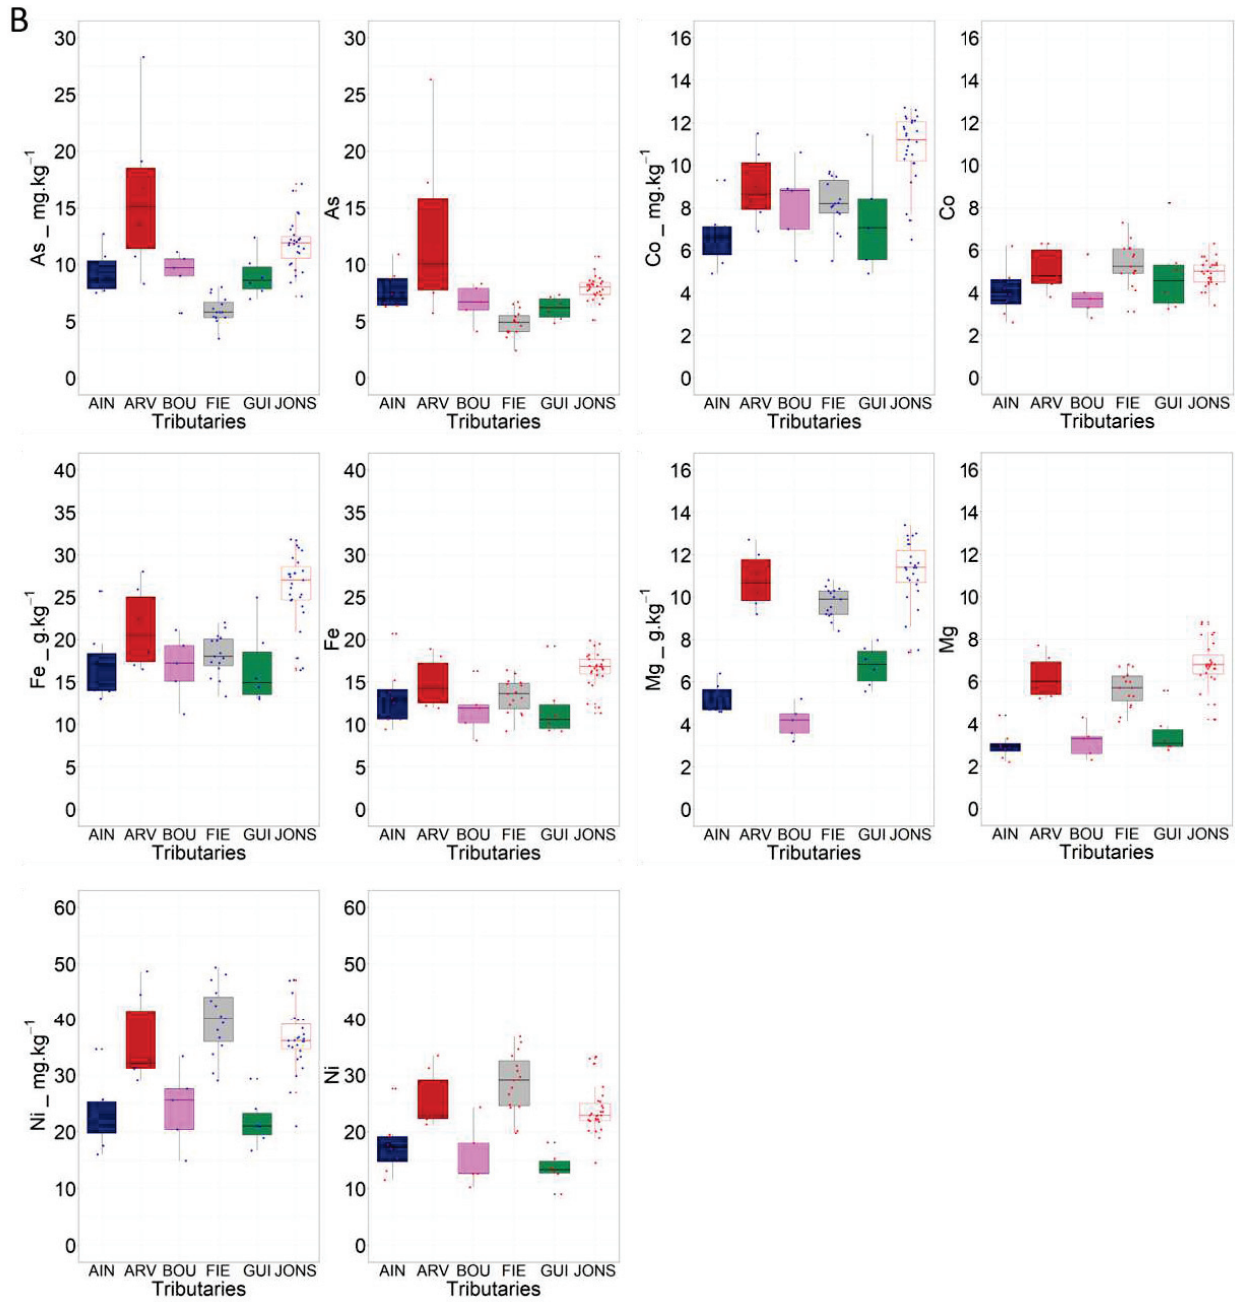 B
As _ mg.kg⁻¹
30
25
20
15
10
5
0
AIN ARV BOU FIE GUI JONS
Tributaries
As
30
25
20
15
10
5
0
AIN ARV BOU FIE GUI JONS
Tributaries
Co _ mg.kg⁻¹
16
14
12
10
8
6
4
2
0
AIN ARV BOU FIE GUI JONS
Tributaries
Co
16
14
12
10
8
6
4
2
0
AIN ARV BOU FIE GUI JONS
Tributaries
Fe _ g.kg⁻¹
40
35
30
25
20
15
10
5
0
AIN ARV BOU FIE GUI JONS
Tributaries
Fe
40
35
30
25
20
15
10
5
0
AIN ARV BOU FIE GUI JONS
Tributaries
Mg _ g.kg⁻¹
16
14
12
10
8
6
4
2
0
AIN ARV BOU FIE GUI JONS
Tributaries
Mg
16
14
12
10
8
6
4
2
0
AIN ARV BOU FIE GUI JONS
Tributaries
Ni _ mg.kg⁻¹
60
50
40
30
20
10
0
AIN ARV BOU FIE GUI JONS
Tributaries
Ni
60
50
40
30
20
10
0
AIN ARV BOU FIE GUI JONS
Tributaries